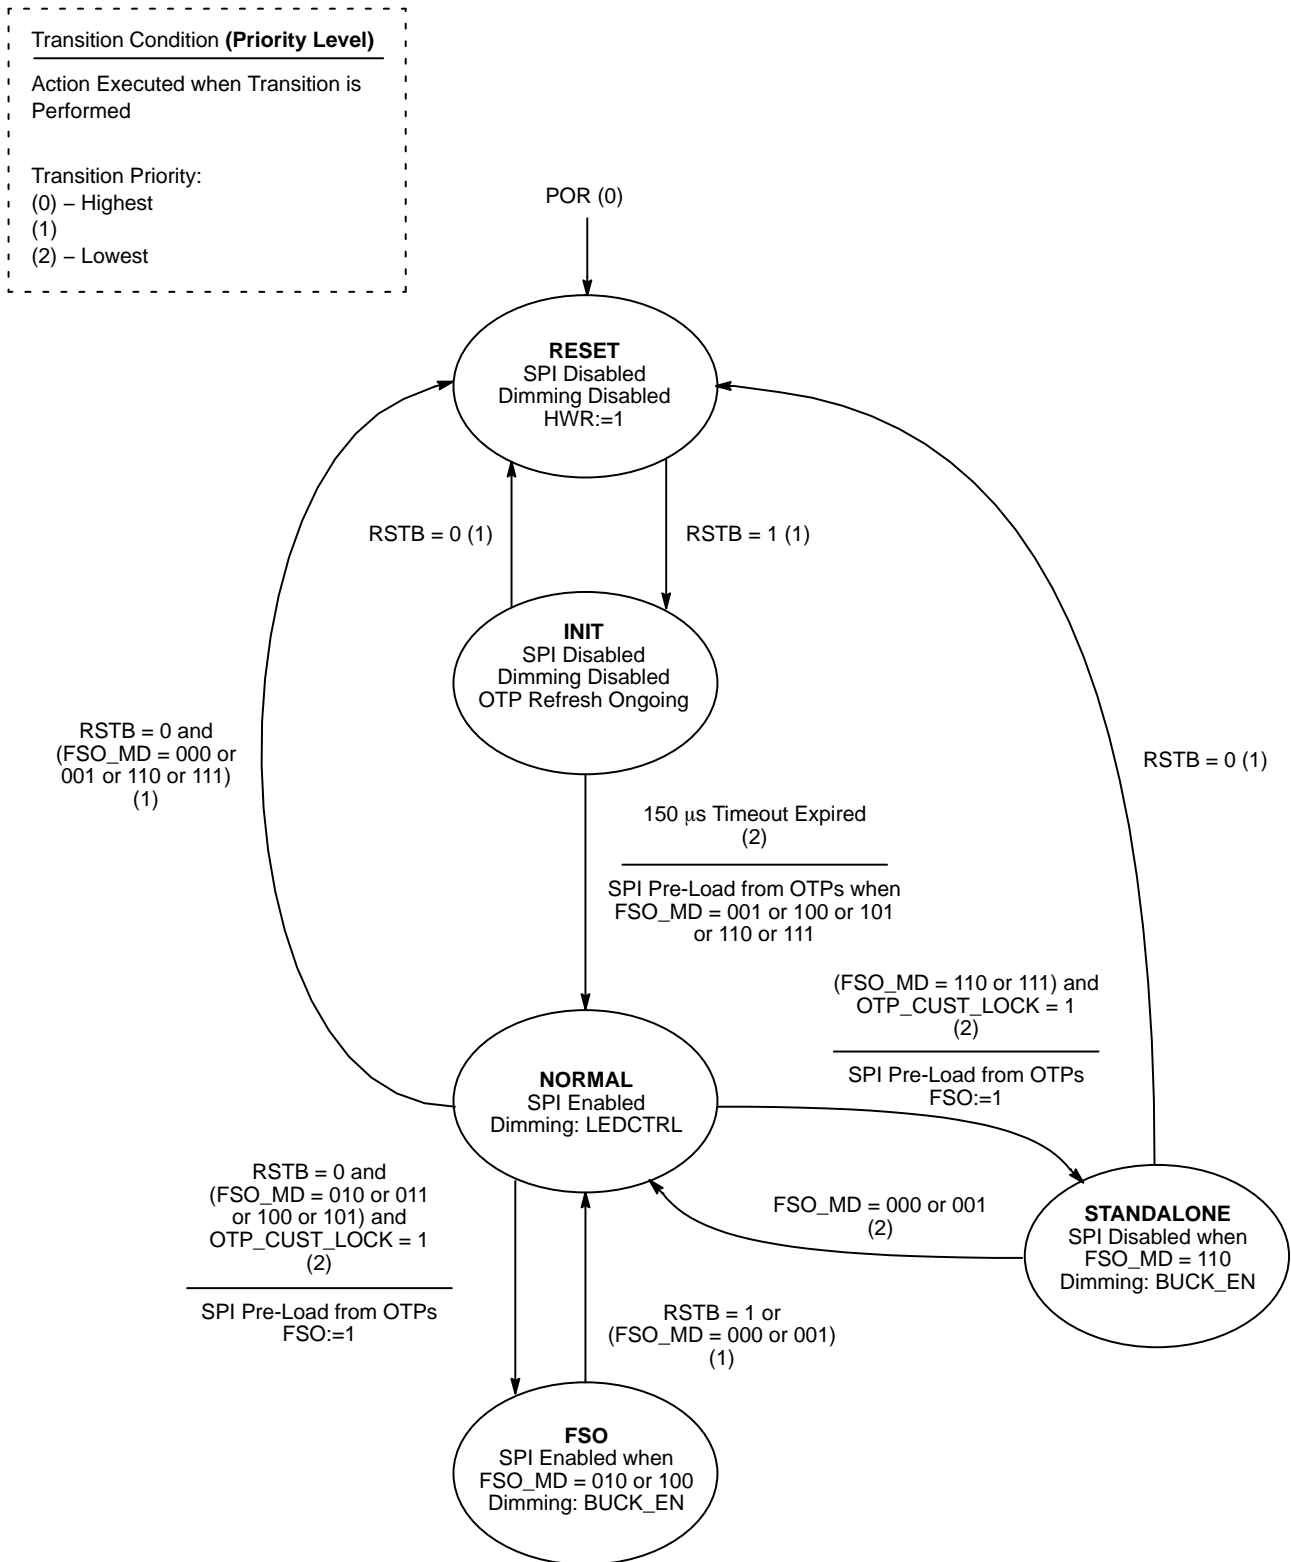 Transition Condition (Priority Level)
Action Executed when Transition is
Performed
Transition Priority:
(0) – Highest
(1)
(2) – Lowest
POR (0)
RESET
SPI Disabled
Dimming Disabled
HWR:=1
RSTB = 0 (1)
RSTB = 1 (1)
INIT
SPI Disabled
Dimming Disabled
OTP Refresh Ongoing
RSTB = 0 and
(FSO_MD = 000 or
001 or 110 or 111)
(1)
RSTB = 0 (1)
150 μs Timeout Expired
(2)
SPI Pre-Load from OTPs when
FSO_MD = 001 or 100 or 101
or 110 or 111
(FSO_MD = 110 or 111) and
OTP_CUST_LOCK = 1
(2)
SPI Pre-Load from OTPs
FSO:=1
NORMAL
SPI Enabled
Dimming: LEDCTRL
RSTB = 0 and
(FSO_MD = 010 or 011
or 100 or 101) and
OTP_CUST_LOCK = 1
(2)
SPI Pre-Load from OTPs
FSO:=1
FSO_MD = 000 or 001
(2)
STANDALONE
SPI Disabled when
FSO_MD = 110
Dimming: BUCK_EN
RSTB = 1 or
(FSO_MD = 000 or 001)
(1)
FSO
SPI Enabled when
FSO_MD = 010 or 100
Dimming: BUCK_EN